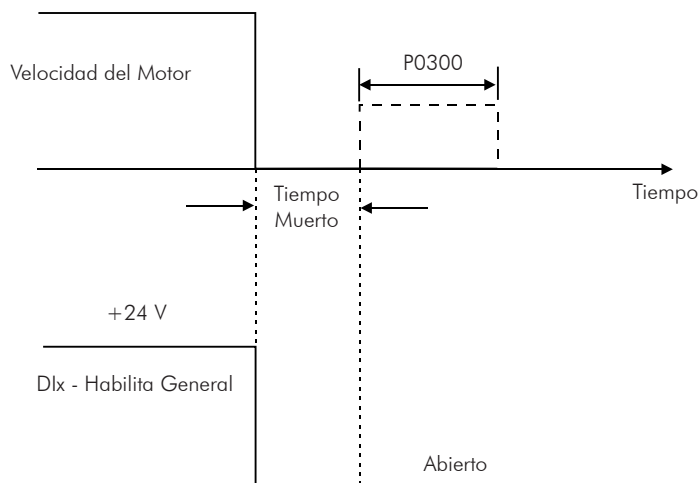 P0300
Velocidad del Motor
Tiempo
Muerto
Tiempo
+24 V
DIx - Habilita General
Abierto